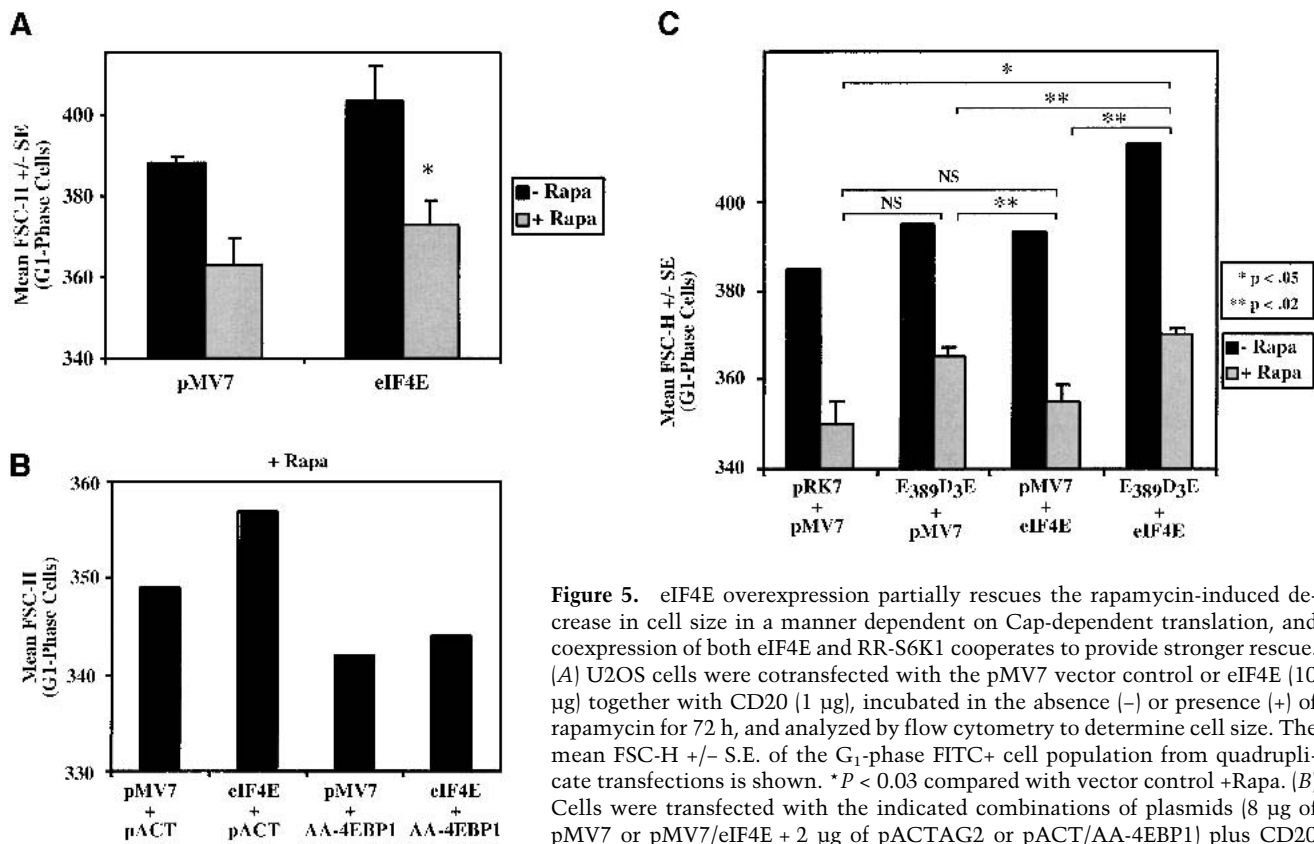 A
Mean FSC-H +/- SE
(G1-Phase Cells)
400
380
360
340
*
pMV7
eIF4E
- Rapa
+ Rapa
B
+ Rapa
Mean FSC-H
(G1-Phase Cells)
360
350
340
330
pMV7 + pACT
eIF4E + pACT
pMV7 + AA-4EBP1
eIF4E + AA-4EBP1
C
Mean FSC-H +/- SE
(G1-Phase Cells)
400
380
360
340
*
**
**
NS
NS
**
pRK7 + pMV7
E389D3E + pMV7
pMV7 + eIF4E
E389D3E + eIF4E
* p < .05
** p < .02
- Rapa
+ Rapa
Figure 5. eIF4E overexpression partially rescues the rapamycin-induced de-
crease in cell size in a manner dependent on Cap-dependent translation, and
coexpression of both eIF4E and RR-S6K1 cooperates to provide stronger rescue.
(A) U2OS cells were cotransfected with the pMV7 vector control or eIF4E (10
μg) together with CD20 (1 μg), incubated in the absence (−) or presence (+) of
rapamycin for 72 h, and analyzed by flow cytometry to determine cell size. The
mean FSC-H +/− S.E. of the G1-phase FITC+ cell population from quadrupli-
cate transfections is shown. *P < 0.03 compared with vector control +Rapa. (B)
Cells were transfected with the indicated combinations of plasmids (8 μg of
pMV7 or pMV7/eIF4E + 2 μg of pACTAG2 or pACT/AA-4EBP1) plus CD20